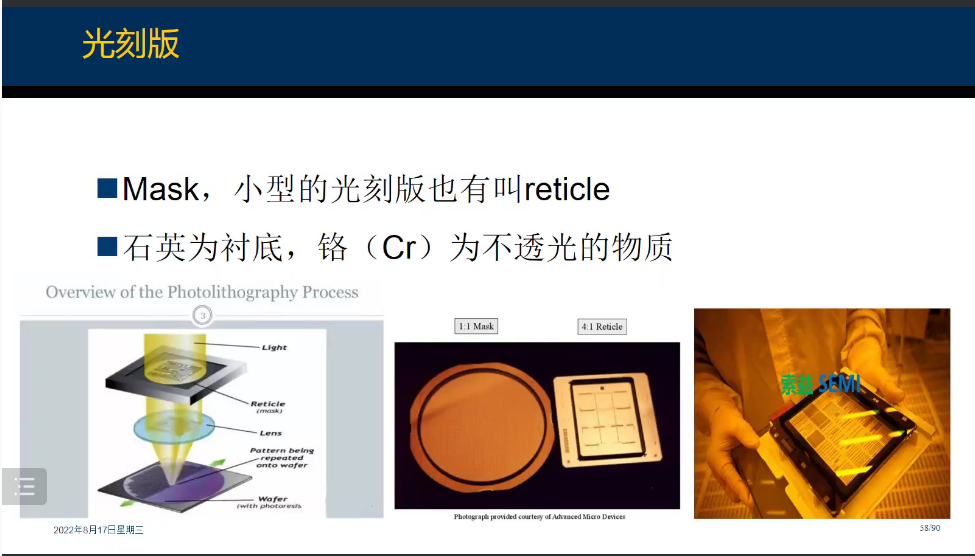 光刻版
■Mask，小型的光刻版也有叫reticle
■石英为衬底，铬（Cr）为不透光的物质
Overview of the Photolithography Process
3
Light
Reticle
(mask)
Lens
Pattern being
repeated
onto wafer
Wafer
(with photoresist)
1:1 Mask
4:1 Reticle
Photograph provided courtesy of Advanced Micro Devices
索益 SEMI
2022年8月17日星期三
58/90